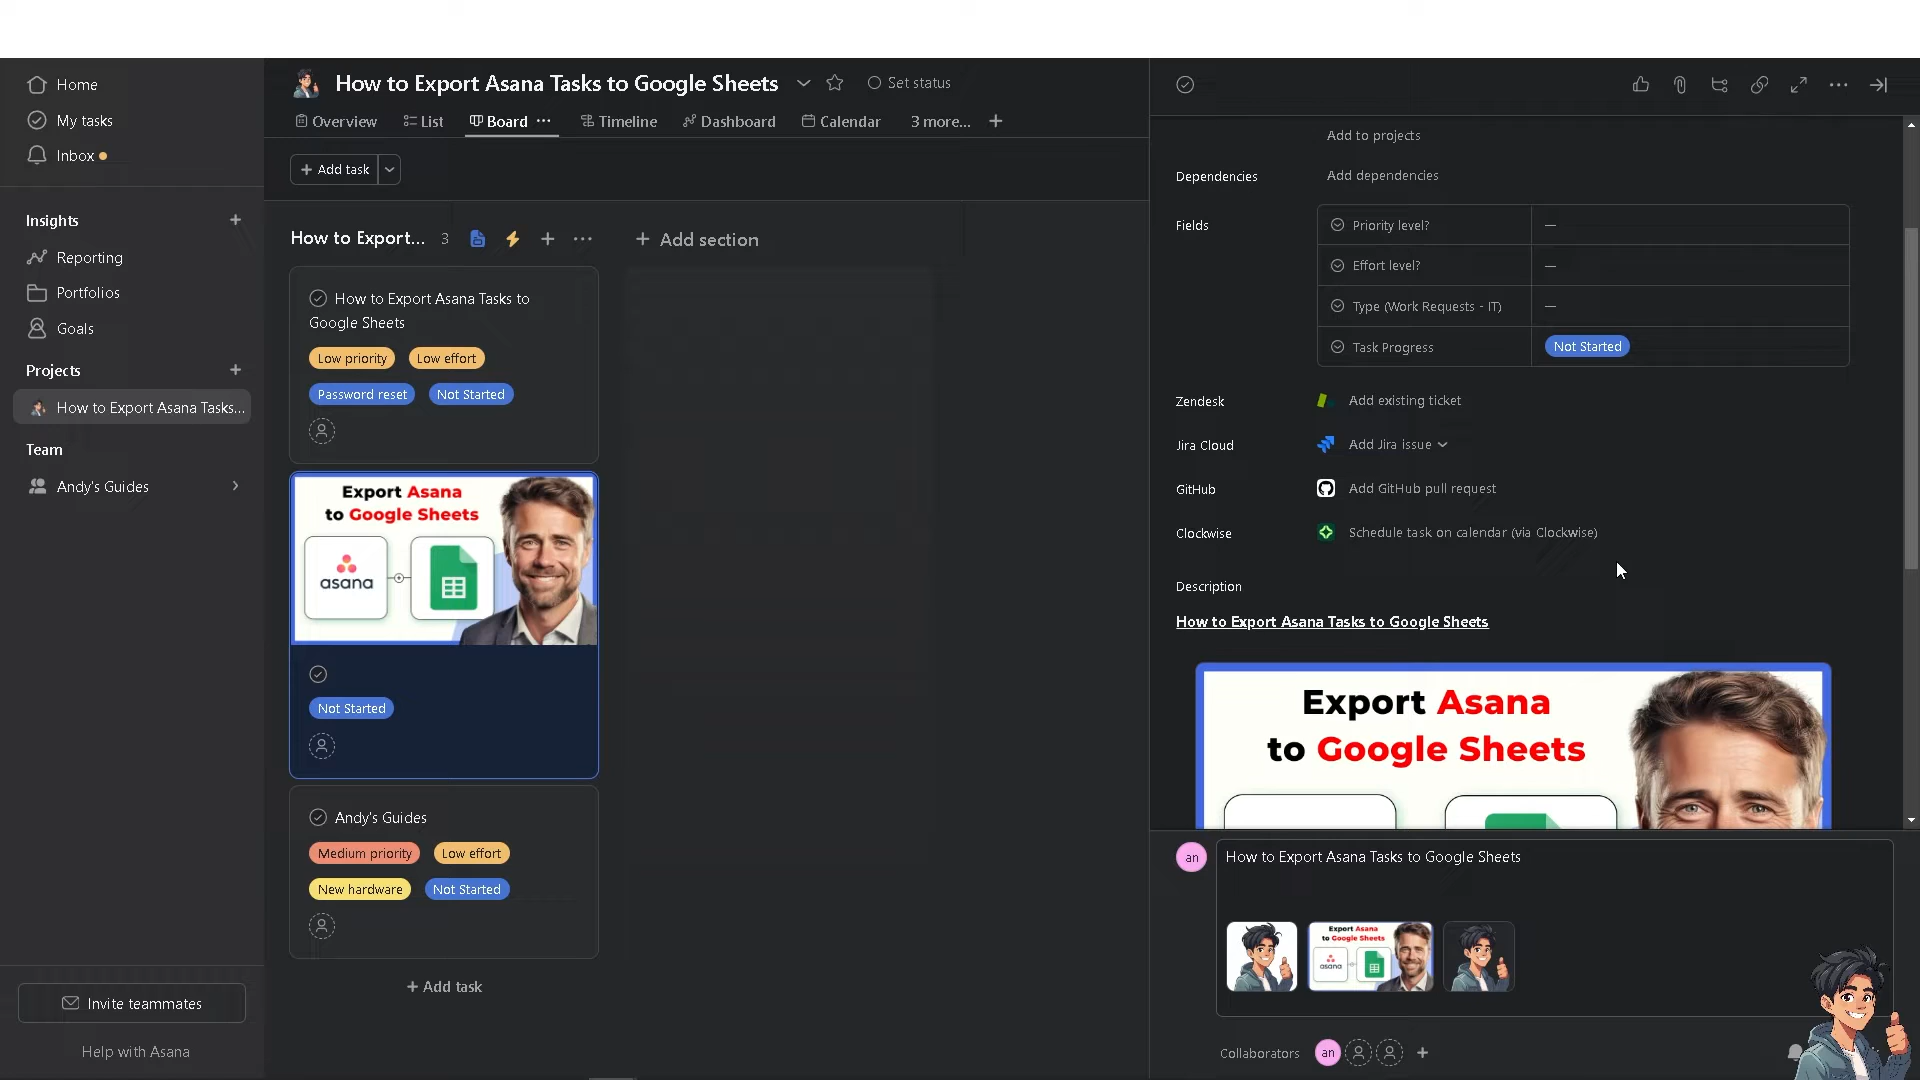 Home
My tasks
Inbox
Insights
Reporting
Portfolios
Goals
Projects
How to Export Asana Tasks...
Team
Andy's Guides
Invite teammates
Help with Asana
How to Export Asana Tasks to Google Sheets
Set status
Overview
List
Board
Timeline
Dashboard
Calendar
3 more...
Add task
How to Export... 3
Add section
How to Export Asana Tasks to
Google Sheets
Low priority
Low effort
Password reset
Not Started
Export Asana
to Google Sheets
asana
Not Started
Andy's Guides
Medium priority
Low effort
New hardware
Not Started
+ Add task
Add to projects
Dependencies
Add dependencies
Fields
Priority level?
—
Effort level?
—
Type (Work Requests - IT)
—
Task Progress
Not Started
Zendesk
Add existing ticket
Jira Cloud
Add Jira issue
GitHub
Add GitHub pull request
Clockwise
Schedule task on calendar (via Clockwise)
Description
How to Export Asana Tasks to Google Sheets
Export Asana
to Google Sheets
an
How to Export Asana Tasks to Google Sheets
Export Asana
to Google Sheets
asana
Collaborators
an